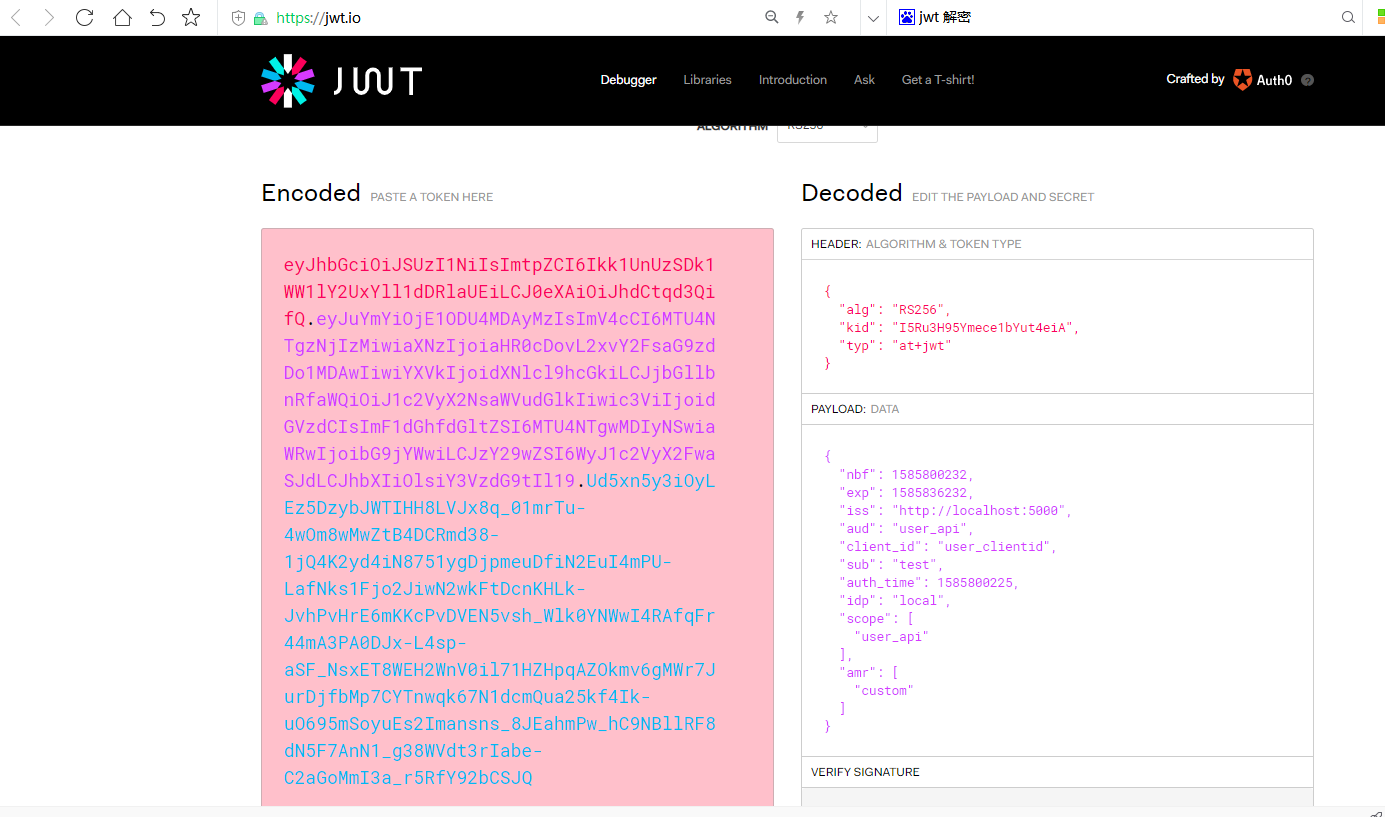 https://jwt.io
jwt 解密
JWT
Debugger
Libraries
Introduction
Ask
Get a T-shirt!
Crafted by
Auth0
?
ALGORITHM
RS256
Encoded PASTE A TOKEN HERE
eyJhbGciOiJSUzI1NiIsImtpZCI6Ikk1UnUzSDk1
WW1lY2UxYll1dDRlaUEiLCJ0eXAiOiJhdCtqd3Qi
fQ.eyJuYmYiOjE1ODU4MDAyMzIsImV4cCI6MTU4N
TgzNjIzMiwiaXNzIjoiaHR0cDovL2xvY2FsaG9zd
Do1MDAwIiwiYXVkIjoidXNlcl9hcGkiLCJjbGllb
nRfaWQiOiJ1c2VyX2NsaWVudGlkIiwic3ViIjoid
GVzdCIsImF1dGhfdGltZSI6MTU4NTgwMDIyNSwia
WRwIjoibG9jYWwiLCJzY29wZSI6WyJ1c2VyX2Fwa
SJdLCJhbXIiOlsiY3VzdG9tIl19.Ud5xn5y3iOyL
Ez5DzybJWTIHH8LVJx8q_01mrTu-
4wOm8wMwZtB4DCRmd38-
1jQ4K2yd4iN8751ygDjpmeuDfiN2EuI4mPU-
LafNks1Fjo2JiwN2wkFtDcnKHLk-
JvhPvHrE6mKKcPvDVEN5vsh_Wlk0YNWwI4RAfqFr
44mA3PA0DJx-L4sp-
aSF_NsxET8WEH2WnV0il71HZHpqAZOkmv6gMWr7J
urDjfbMp7CYTnwqk67N1dcmQua25kf4Ik-
uO695mSoyuEs2Imansns_8JEahmPw_hC9NBllRF8
dN5F7AnN1_g38WVdt3rIabe-
C2aGoMmI3a_r5RfY92bCSJQ
Decoded EDIT THE PAYLOAD AND SECRET
HEADER: ALGORITHM & TOKEN TYPE
{
"alg": "RS256",
"kid": "I5Ru3H95Ymece1bYut4eiA",
"typ": "at+jwt"
}
PAYLOAD: DATA
{
"nbf": 1585800232,
"exp": 1585836232,
"iss": "http://localhost:5000",
"aud": "user_api",
"client_id": "user_clientid",
"sub": "test",
"auth_time": 1585800225,
"idp": "local",
"scope": [
"user_api"
],
"amr": [
"custom"
]
}
VERIFY SIGNATURE